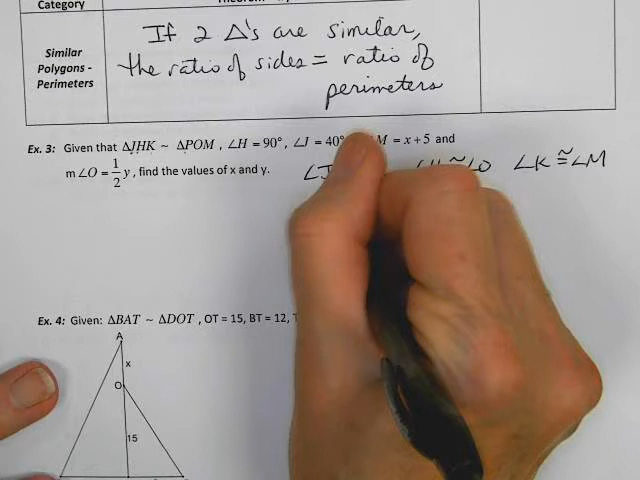 Category
Similar
Polygons -
Perimeters
If 2 Δ's are similar,
the ratio of sides = ratio of
perimeters
Ex. 3: Given that ΔJHK ~ ΔPOM, ∠H = 90°, ∠J = 40° M = x + 5 and
m∠O = 1/2 y, find the values of x and y.
∠J ∠O ∠K ≅ ∠M
Ex. 4: Given: ΔBAT ~ ΔDOT, OT = 15, BT = 12,
A
x
O
15